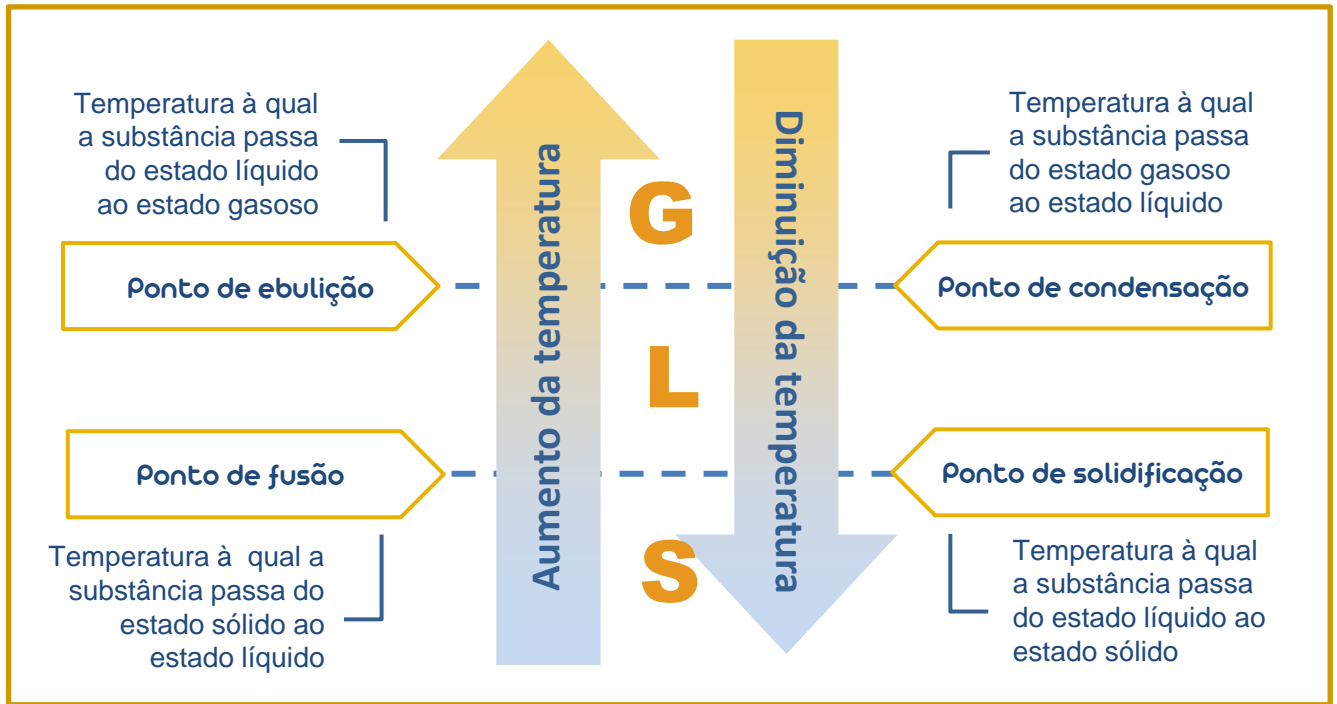 Temperatura à qual
a substância passa
do estado líquido
ao estado gasoso
Ponto de ebulição
Ponto de fusão
Temperatura à qual a
substância passa do
estado sólido ao
estado líquido
Aumento da temperatura
G
L
S
Diminuição da temperatura
Temperatura à qual
a substância passa
do estado gasoso
ao estado líquido
Ponto de condensação
Ponto de solidificação
Temperatura à qual
a substância passa
do estado líquido ao
estado sólido